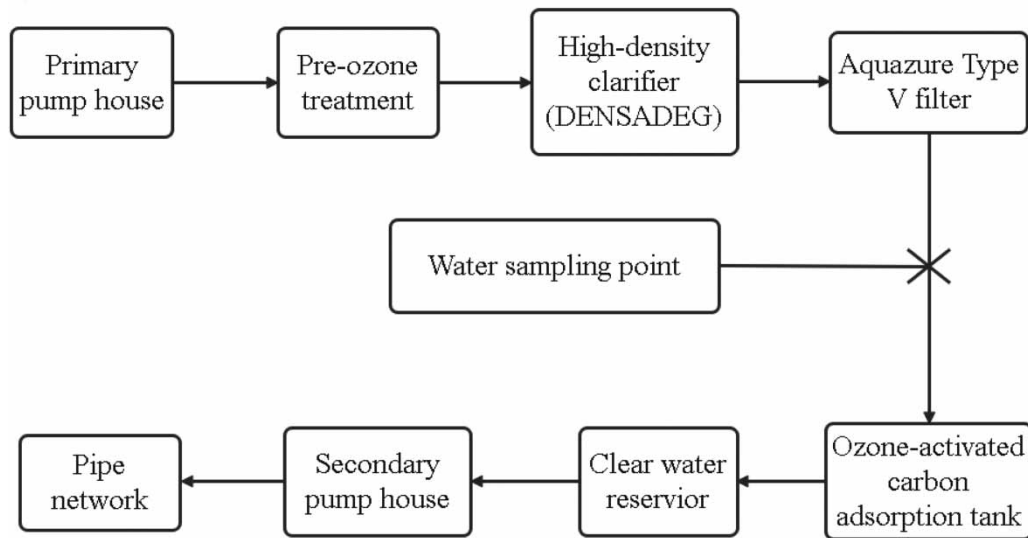 Primary
pump house
Pre-ozone
treatment
High-density
clarifier
(DENSADEG)
Aquazure Type
V filter
Water sampling point
Pipe
network
Secondary
pump house
Clear water
reservior
Ozone-activated
carbon
adsorption tank